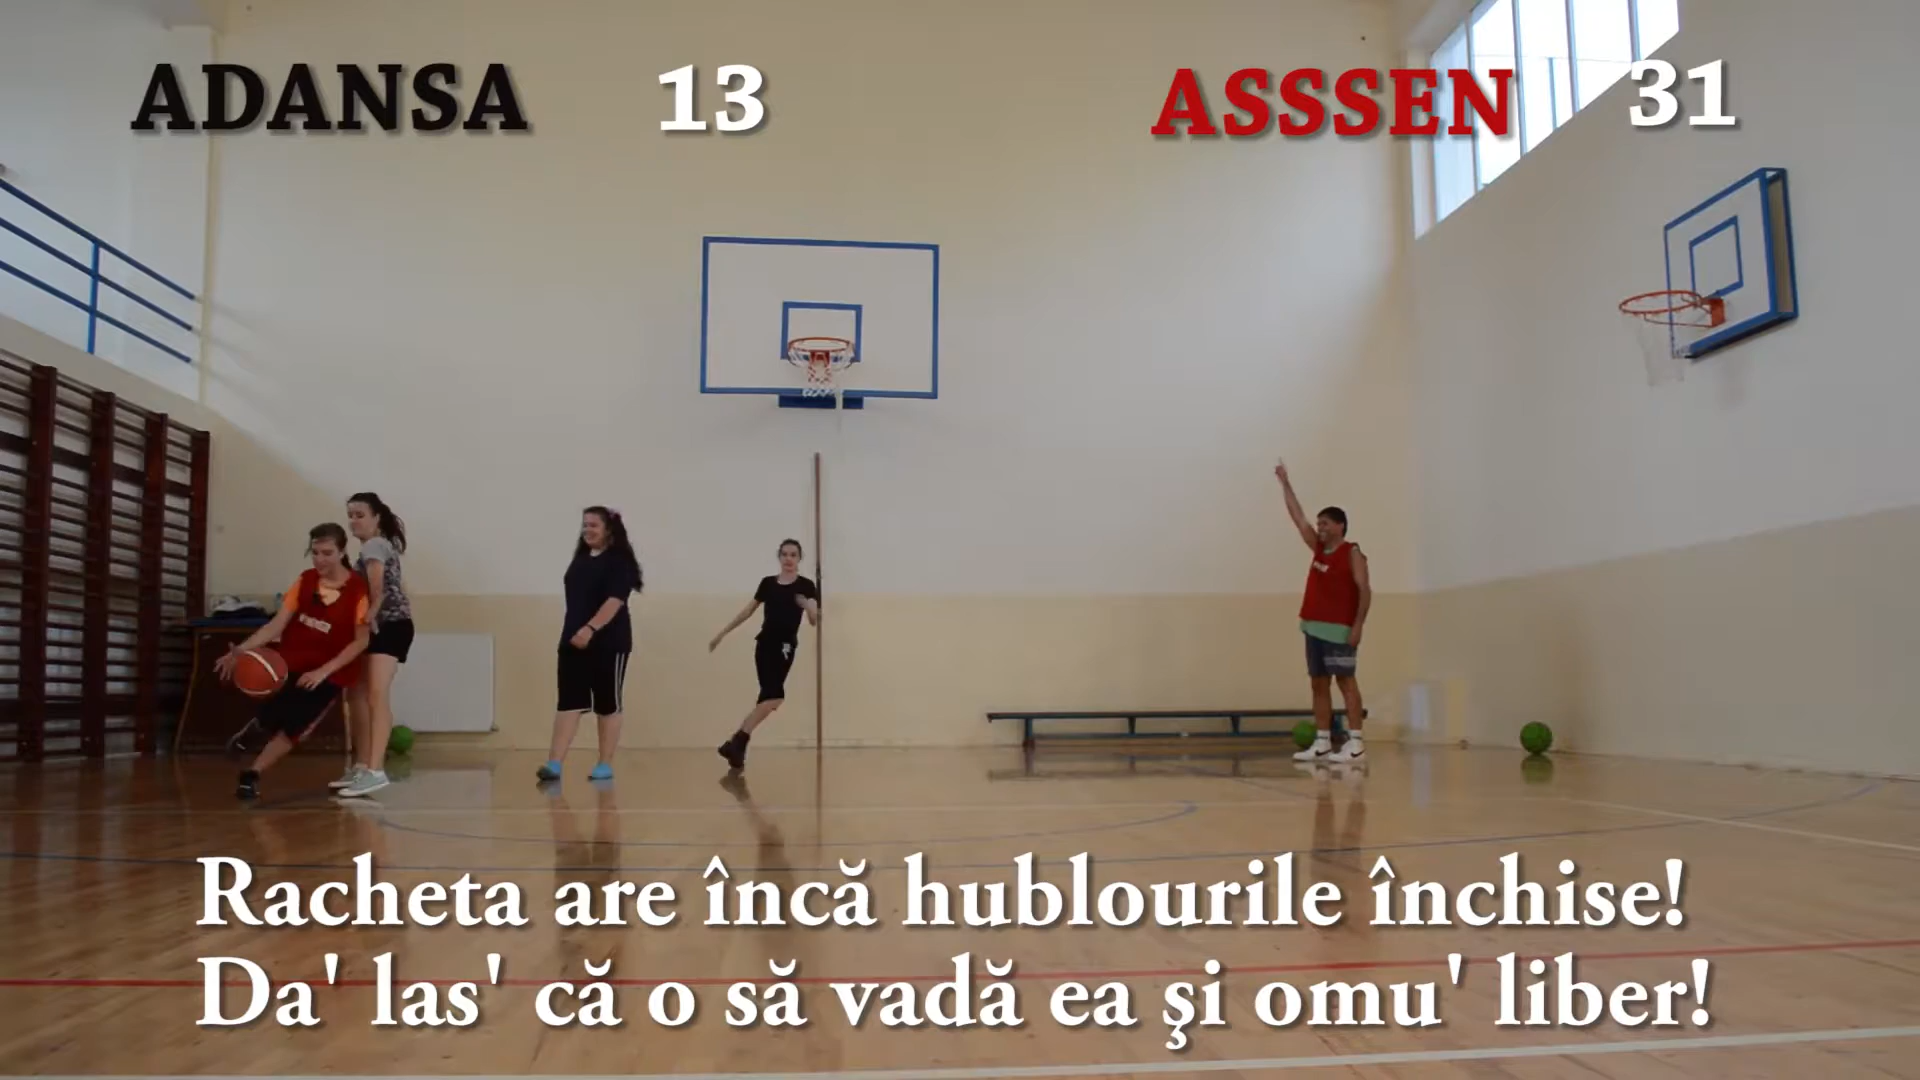 ADANSA 13 ASSSEN 31
Racheta are încă hublourile închise!
Da' las' că o să vadă ea şi omu' liber!